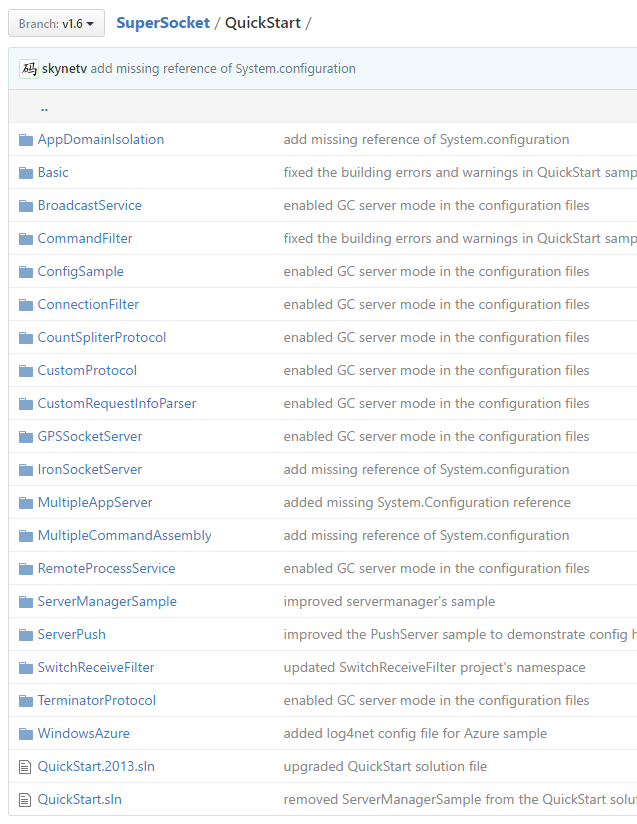 Branch: v1.6
SuperSocket / QuickStart /
码 skynetv add missing reference of System.configuration
..
AppDomainIsolation add missing reference of System.configuration
Basic fixed the building errors and warnings in QuickStart samp
BroadcastService enabled GC server mode in the configuration files
CommandFilter fixed the building errors and warnings in QuickStart samp
ConfigSample enabled GC server mode in the configuration files
ConnectionFilter enabled GC server mode in the configuration files
CountSpliterProtocol enabled GC server mode in the configuration files
CustomProtocol enabled GC server mode in the configuration files
CustomRequestInfoParser enabled GC server mode in the configuration files
GPSSocketServer enabled GC server mode in the configuration files
IronSocketServer add missing reference of System.configuration
MultipleAppServer added missing System.Configuration reference
MultipleCommandAssembly add missing reference of System.configuration
RemoteProcessService enabled GC server mode in the configuration files
ServerManagerSample improved servermanager's sample
ServerPush improved the PushServer sample to demonstrate config h
SwitchReceiveFilter updated SwitchReceiveFilter project's namespace
TerminatorProtocol enabled GC server mode in the configuration files
WindowsAzure added log4net config file for Azure sample
QuickStart.2013.sln upgraded QuickStart solution file
QuickStart.sln removed ServerManagerSample from the QuickStart solut